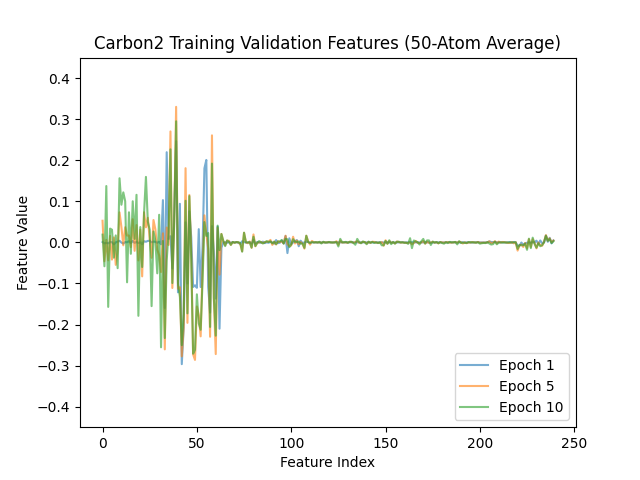 Carbon2 Training Validation Features (50-Atom Average)
Feature Value
0.4
0.3
0.2
0.1
0.0
−0.1
−0.2
−0.3
−0.4
0
50
100
150
200
250
Feature Index
Epoch 1
Epoch 5
Epoch 10